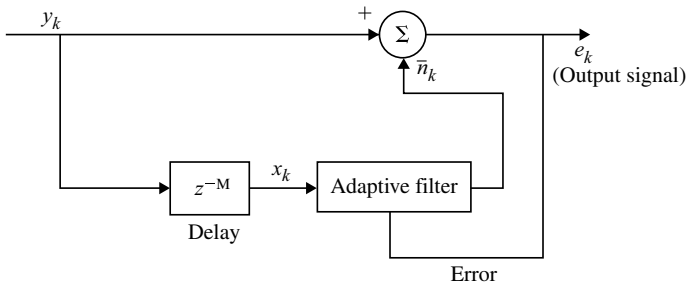 y_k
+
Σ
n̄_k
e_k
(Output signal)
z^{−M}
x_k
Adaptive filter
Delay
Error